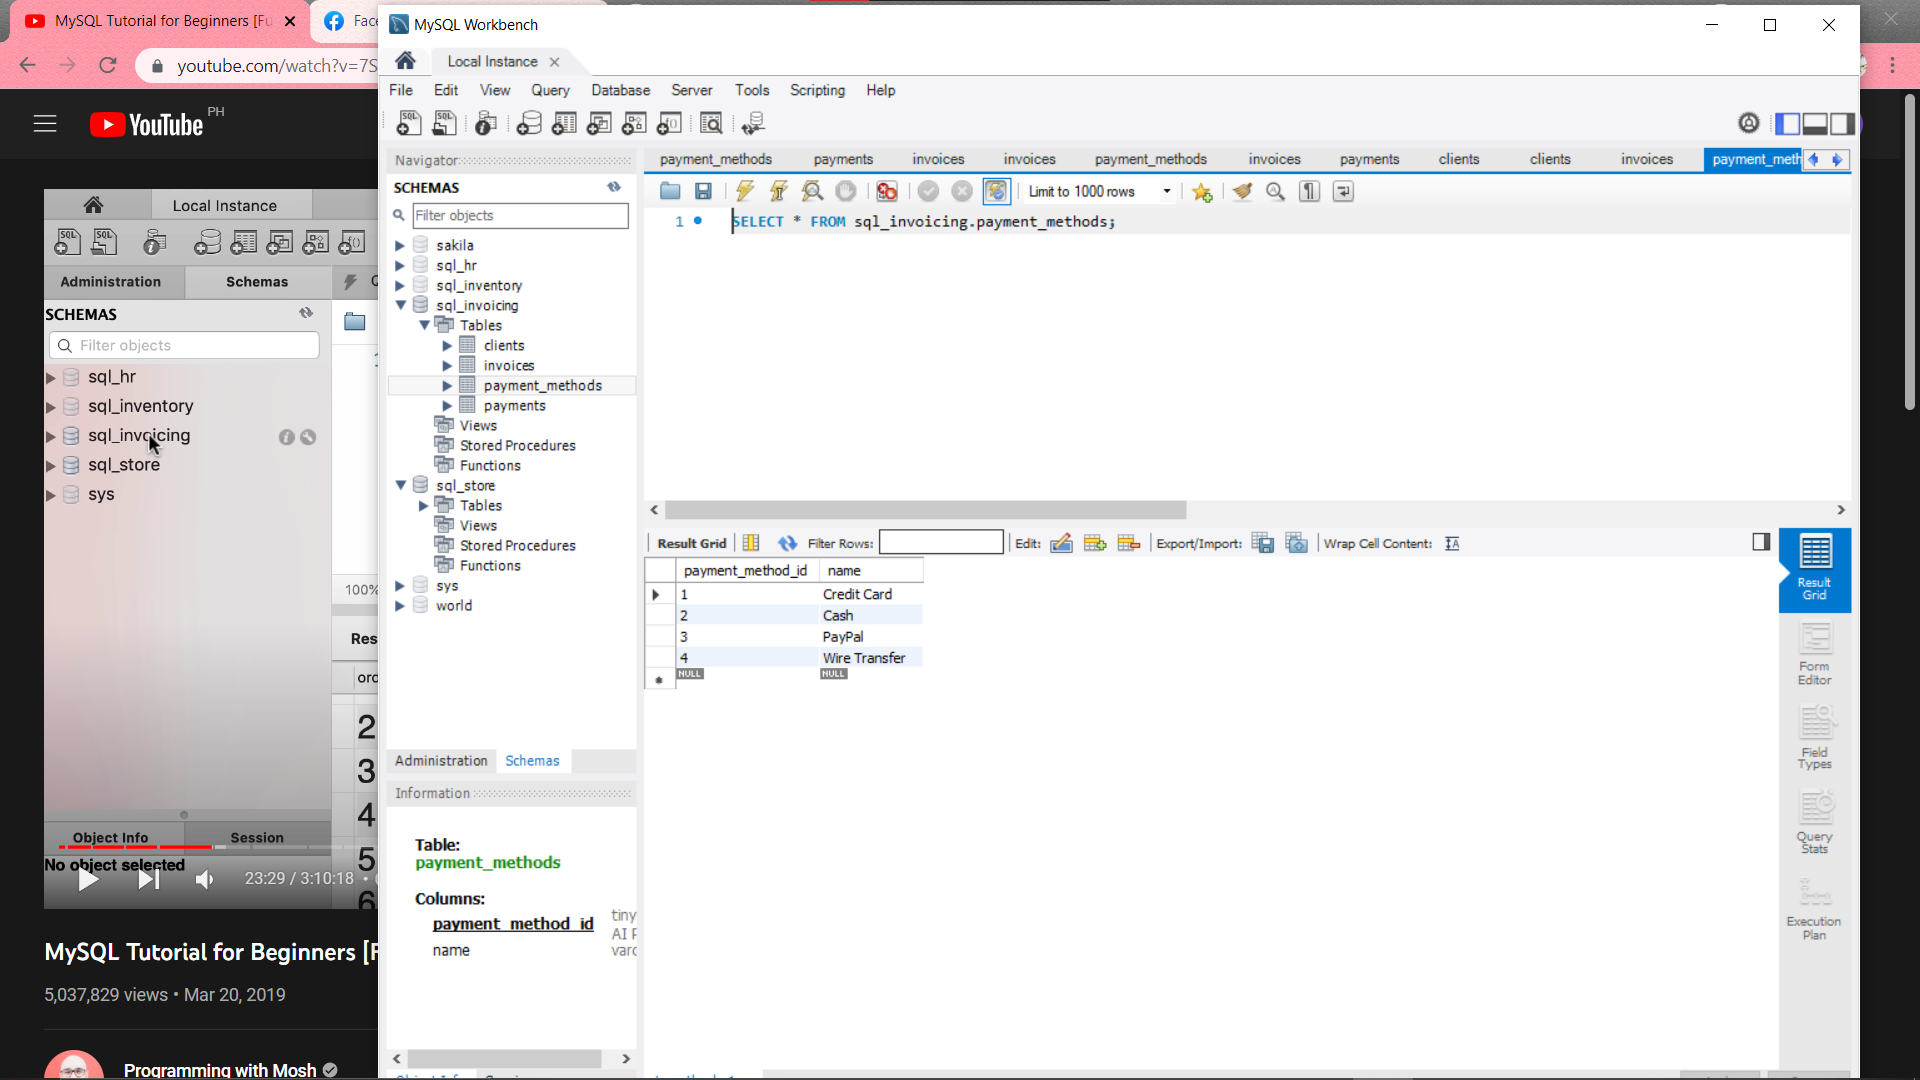 MySQL Tutorial for Beginners [Fu
Face
youtube.com/watch?v=7S
YouTube PH
Local Instance
Administration
Schemas
SCHEMAS
Filter objects
sql_hr
sql_inventory
sql_invoicing
sql_store
sys
100%
Res
ord
2
3
4
5
6
Object Info
Session
No object selected
23:29 / 3:10:18
MySQL Tutorial for Beginners [F
5,037,829 views • Mar 20, 2019
Programming with Mosh
MySQL Workbench
Local Instance
File Edit View Query Database Server Tools Scripting Help
Navigator
SCHEMAS
Filter objects
sakila
sql_hr
sql_inventory
sql_invoicing
Tables
clients
invoices
payment_methods
payments
Views
Stored Procedures
Functions
sql_store
Tables
Views
Stored Procedures
Functions
sys
world
Administration Schemas
Information
Table:
payment_methods
Columns:
payment_method_id tiny
AI P
name varc
payment_methods payments invoices invoices payment_methods invoices payments clients clients invoices payment_meth
Limit to 1000 rows
1 SELECT * FROM sql_invoicing.payment_methods;
Result Grid Filter Rows: Edit: Export/Import: Wrap Cell Content:
payment_method_id name
1 Credit Card
2 Cash
3 PayPal
4 Wire Transfer
NULL NULL
Result
Grid
Form
Editor
Field
Types
Query
Stats
Execution
Plan